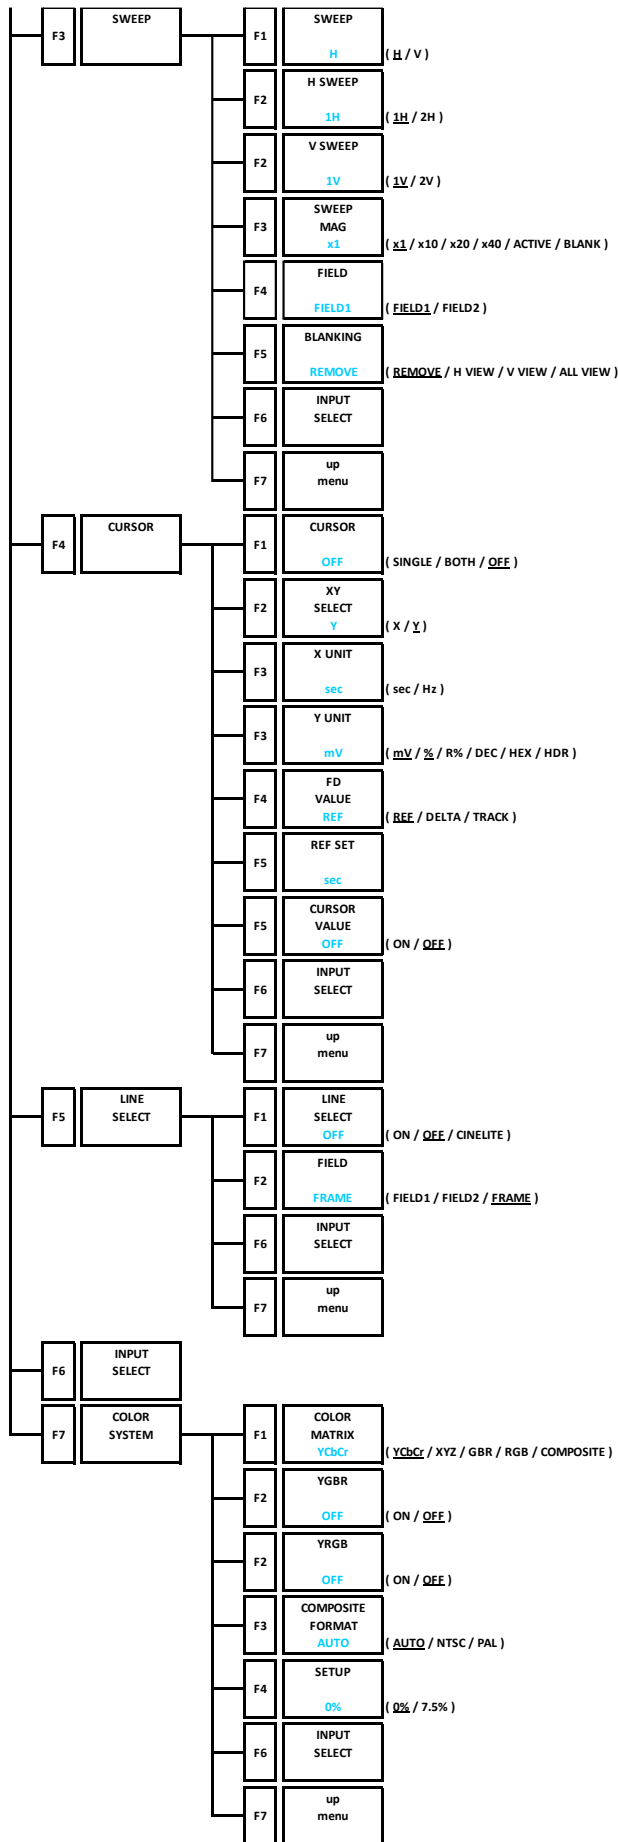 F3
SWEEP
F1
SWEEP
H
( H / V )
F2
H SWEEP
1H
( 1H / 2H )
F2
V SWEEP
1V
( 1V / 2V )
F3
SWEEP
MAG
x1
( x1 / x10 / x20 / x40 / ACTIVE / BLANK )
F4
FIELD
FIELD1
( FIELD1 / FIELD2 )
F5
BLANKING
REMOVE
( REMOVE / H VIEW / V VIEW / ALL VIEW )
F6
INPUT
SELECT
F7
up
menu
F4
CURSOR
F1
CURSOR
OFF
( SINGLE / BOTH / OFF )
F2
XY
SELECT
Y
( X / Y )
F3
X UNIT
sec
( sec / Hz )
F3
Y UNIT
mV
( mV / % / R% / DEC / HEX / HDR )
F4
FD
VALUE
REF
( REF / DELTA / TRACK )
F5
REF SET
sec
F5
CURSOR
VALUE
OFF
( ON / OFF )
F6
INPUT
SELECT
F7
up
menu
F5
LINE
SELECT
F1
LINE
SELECT
OFF
( ON / OFF / CINELITE )
F2
FIELD
FRAME
( FIELD1 / FIELD2 / FRAME )
F6
INPUT
SELECT
F7
up
menu
F6
INPUT
SELECT
F7
COLOR
SYSTEM
F1
COLOR
MATRIX
YCbCr
( YCbCr / XYZ / GBR / RGB / COMPOSITE )
F2
YGBR
OFF
( ON / OFF )
F2
YRGB
OFF
( ON / OFF )
F3
COMPOSITE
FORMAT
AUTO
( AUTO / NTSC / PAL )
F4
SETUP
0%
( 0% / 7.5% )
F6
INPUT
SELECT
F7
up
menu